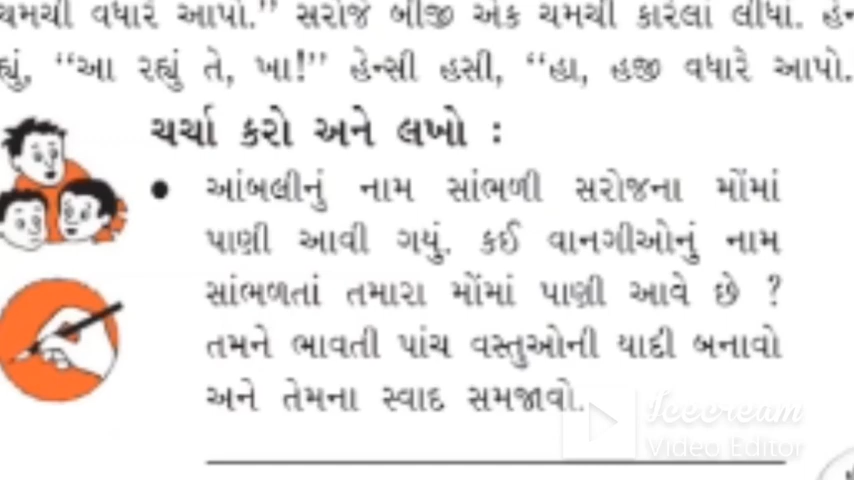 ચમચી વધારે આપો." સરોજે બીજી એક ચમચી કારેલાં લીધાં.
"આ રહ્યું તે, ખા!" હેન્સી હસી, "હા, હજી વધારે આપો.
ચર્ચા કરો અને લખો :
• આંબલીનું નામ સાંભળી સરોજના મોંમાં
પાણી આવી ગયું. કઈ વાનગીઓનું નામ
સાંભળતાં તમારા મોંમાં પાણી આવે છે ?
તમને ભાવતી પાંચ વસ્તુઓની યાદી બનાવો
અને તેમના સ્વાદ સમજાવો.
Icecream
Video Editor